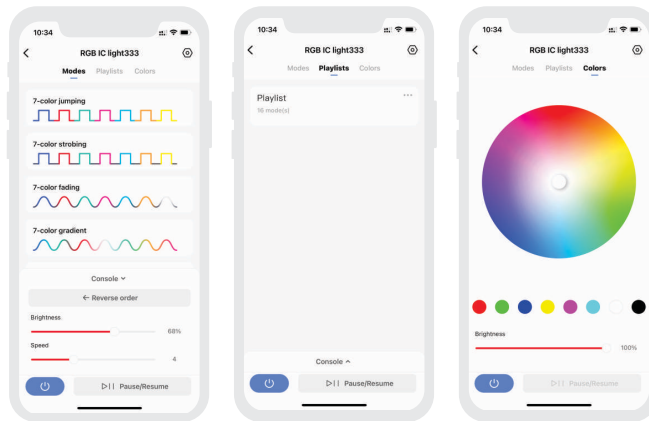 10:34
RGB IC light333
Modes Playlists Colors
7-color jumping
7-color strobing
7-color fading
7-color gradient
Console
Reverse order
Brightness
68%
Speed
4
Pause/Resume
10:34
RGB IC light333
Modes Playlists Colors
Playlist
16 mode(s)
Console
Pause/Resume
10:34
RGB IC light333
Modes Playlists Colors
Brightness
100%
Pause/Resume